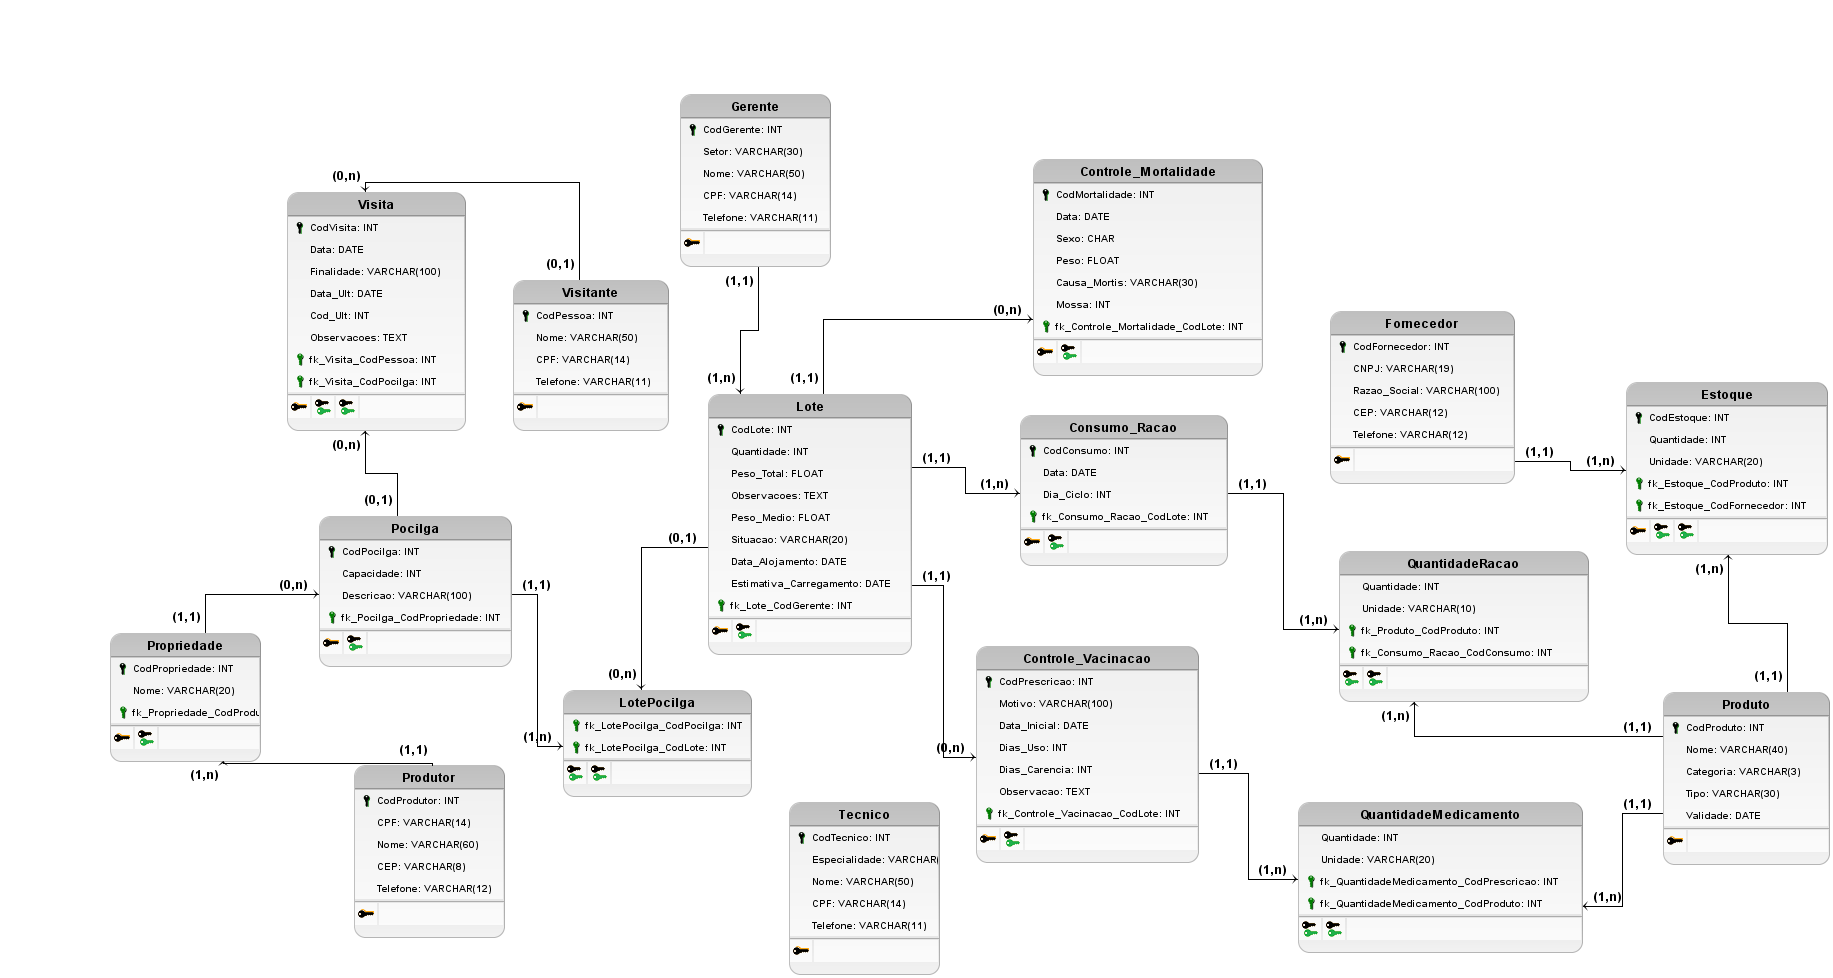 Gerente
CodGerente: INT
Setor: VARCHAR(30)
Nome: VARCHAR(50)
CPF: VARCHAR(14)
Telefone: VARCHAR(11)
(1,1)
(1,n)
Controle_Mortalidade
CodMortalidade: INT
Data: DATE
Sexo: CHAR
Peso: FLOAT
Causa_Mortis: VARCHAR(30)
Mossa: INT
fk_Controle_Mortalidade_CodLote: INT
(0,n)
(1,1)
(0,n)
Visita
CodVisita: INT
Data: DATE
Finalidade: VARCHAR(100)
Data_Ult: DATE
Cod_Ult: INT
Observacoes: TEXT
fk_Visita_CodPessoa: INT
fk_Visita_CodPocilga: INT
(0,n)
(0,1)
(0,1)
Visitante
CodPessoa: INT
Nome: VARCHAR(50)
CPF: VARCHAR(14)
Telefone: VARCHAR(11)
Fornecedor
CodFornecedor: INT
CNPJ: VARCHAR(19)
Razao_Social: VARCHAR(100)
CEP: VARCHAR(12)
Telefone: VARCHAR(12)
(1,1)
(1,n)
Estoque
CodEstoque: INT
Quantidade: INT
Unidade: VARCHAR(20)
fk_Estoque_CodProduto: INT
fk_Estoque_CodFornecedor: INT
(1,n)
(1,1)
Lote
CodLote: INT
Quantidade: INT
Peso_Total: FLOAT
Observacoes: TEXT
Peso_Medio: FLOAT
Situacao: VARCHAR(20)
Data_Alojamento: DATE
Estimativa_Carregamento: DATE
fk_Lote_CodGerente: INT
(1,1)
(1,n)
(0,1)
(1,1)
Consumo_Racao
CodConsumo: INT
Data: DATE
Dia_Ciclo: INT
fk_Consumo_Racao_CodLote: INT
(1,1)
(1,n)
Pocilga
CodPocilga: INT
Capacidade: INT
Descricao: VARCHAR(100)
fk_Pocilga_CodPropriedade: INT
(0,n)
(1,1)
(1,1)
QuantidadeRacao
Quantidade: INT
Unidade: VARCHAR(10)
fk_Produto_CodProduto: INT
fk_Consumo_Racao_CodConsumo: INT
(1,n)
(1,1)
Propriedade
CodPropriedade: INT
Nome: VARCHAR(20)
fk_Propriedade_CodProdu
(1,n)
(1,1)
LotePocilga
fk_LotePocilga_CodPocilga: INT
fk_LotePocilga_CodLote: INT
(0,n)
(1,n)
Controle_Vacinacao
CodPrescricao: INT
Motivo: VARCHAR(100)
Data_Inicial: DATE
Dias_Uso: INT
Dias_Carencia: INT
Observacao: TEXT
fk_Controle_Vacinacao_CodLote: INT
(0,n)
(1,1)
(1,n)
Produto
CodProduto: INT
Nome: VARCHAR(40)
Categoria: VARCHAR(3)
Tipo: VARCHAR(30)
Validade: DATE
(1,1)
(1,n)
Produtor
CodProdutor: INT
CPF: VARCHAR(14)
Nome: VARCHAR(60)
CEP: VARCHAR(8)
Telefone: VARCHAR(12)
Tecnico
CodTecnico: INT
Especialidade: VARCHAR(
Nome: VARCHAR(50)
CPF: VARCHAR(14)
Telefone: VARCHAR(11)
QuantidadeMedicamento
Quantidade: INT
Unidade: VARCHAR(20)
fk_QuantidadeMedicamento_CodPrescricao: INT
fk_QuantidadeMedicamento_CodProduto: INT